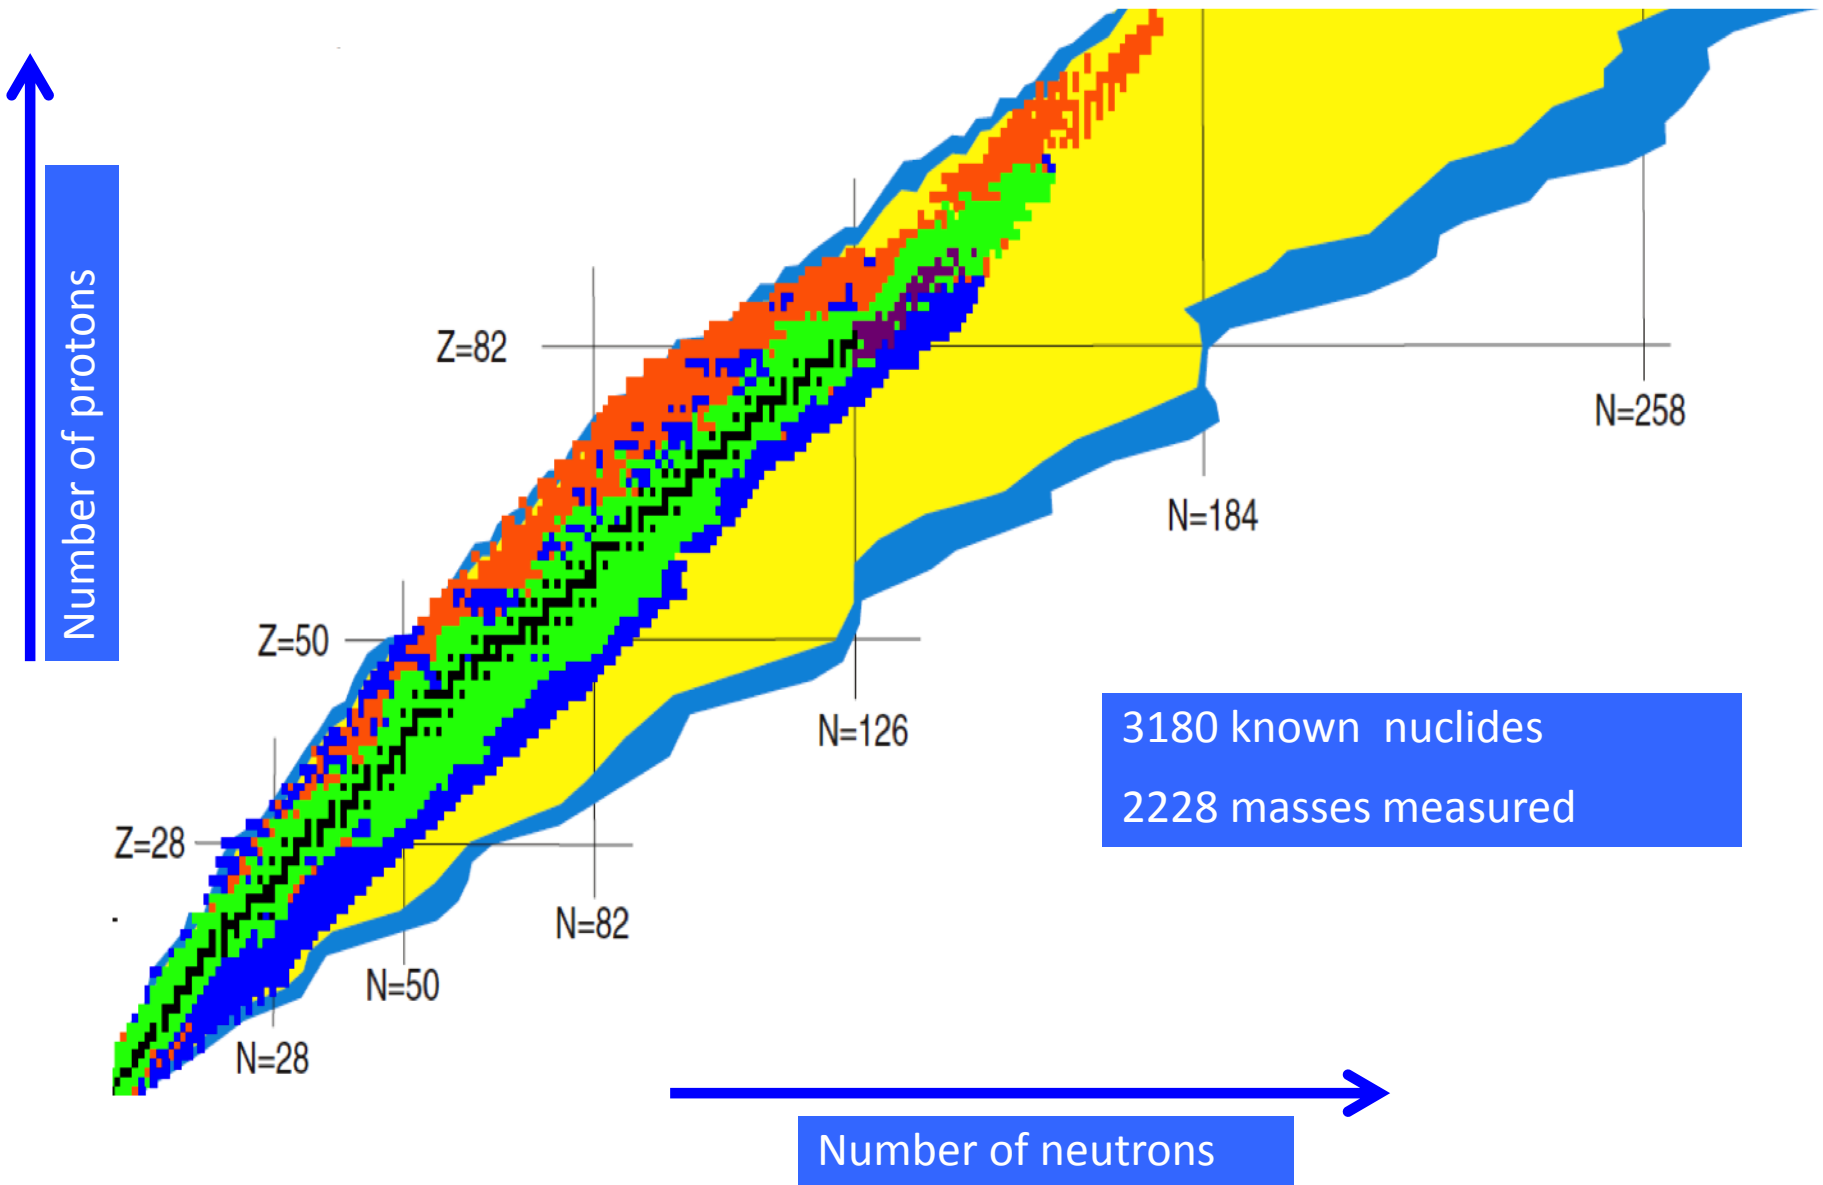 Number of protons
Z=82
Z=50
Z=28
N=258
N=184
N=126
N=82
N=50
N=28
3180 known nuclides
2228 masses measured
Number of neutrons